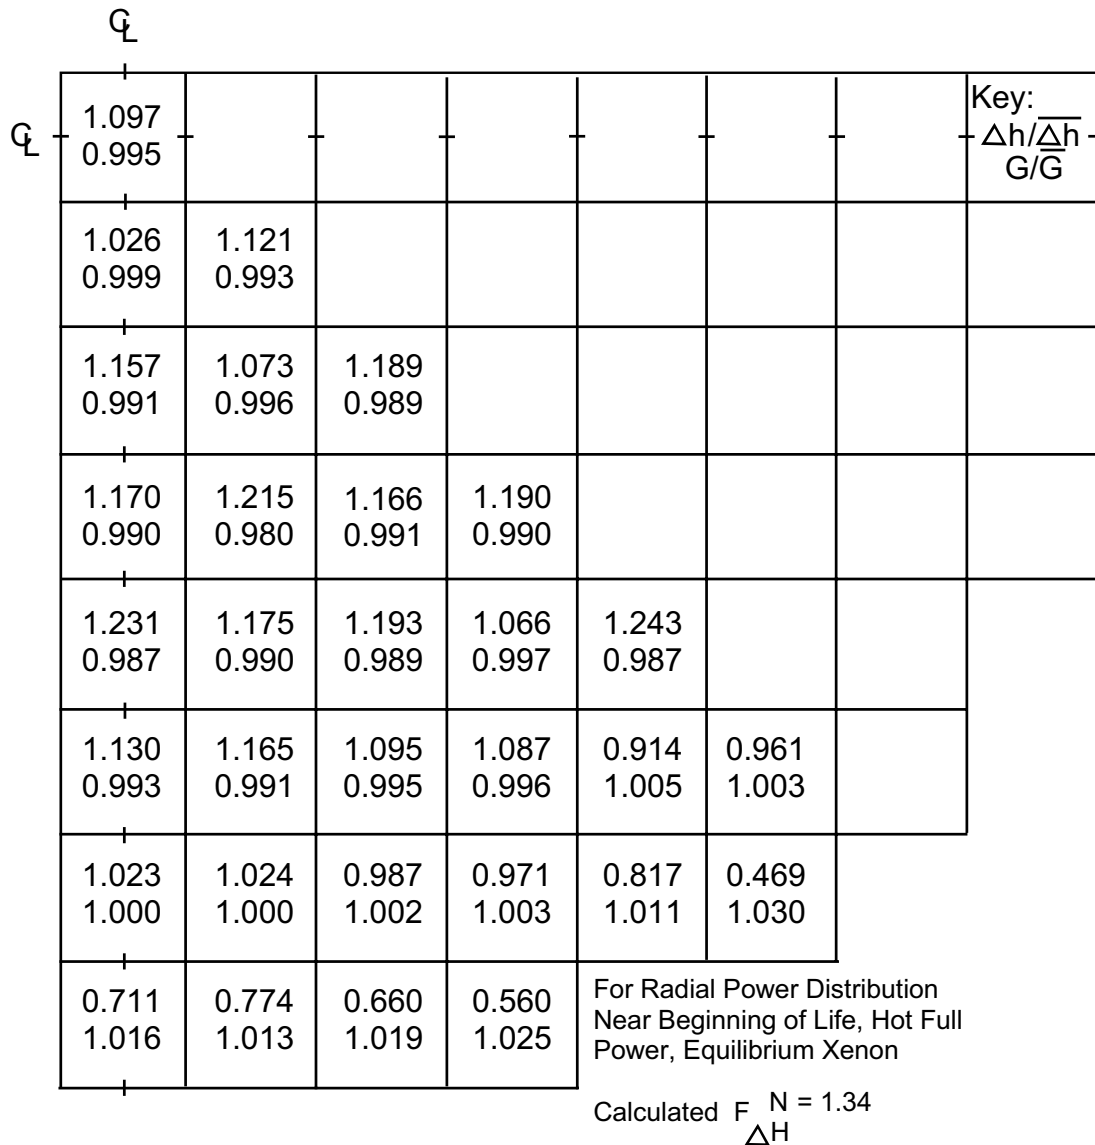 ℄
℄
Key:
Δh/Δh
G/G
1.097
0.995
1.026 1.121
0.999 0.993
1.157 1.073 1.189
0.991 0.996 0.989
1.170 1.215 1.166 1.190
0.990 0.980 0.991 0.990
1.231 1.175 1.193 1.066 1.243
0.987 0.990 0.989 0.997 0.987
1.130 1.165 1.095 1.087 0.914 0.961
0.993 0.991 0.995 0.996 1.005 1.003
1.023 1.024 0.987 0.971 0.817 0.469
1.000 1.000 1.002 1.003 1.011 1.030
0.711 0.774 0.660 0.560
1.016 1.013 1.019 1.025
For Radial Power Distribution
Near Beginning of Life, Hot Full
Power, Equilibrium Xenon
Calculated F N = 1.34
ΔH